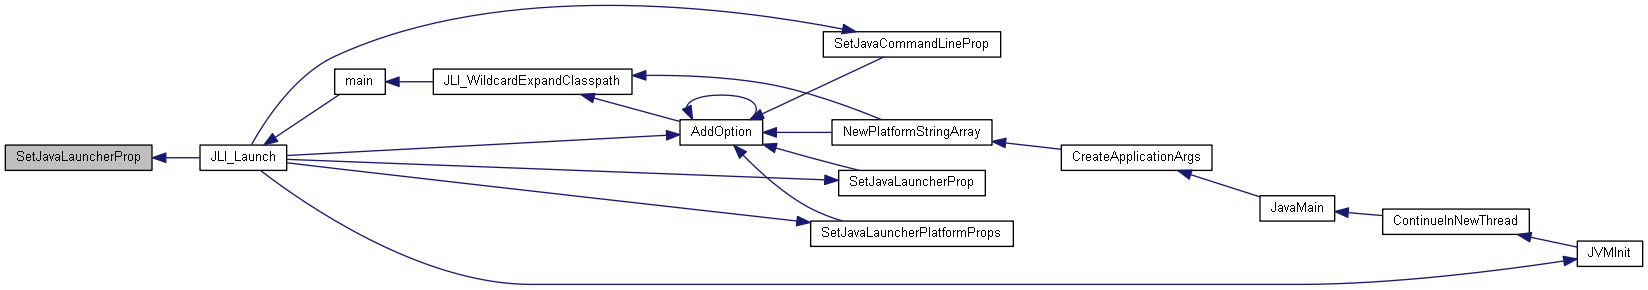 SetJavaCommandLineProp
main
JLI_WildcardExpandClasspath
AddOption
NewPlatformStringArray
SetJavaLauncherProp
JLI_Launch
CreateApplicationArgs
SetJavaLauncherProp
JavaMain
ContinueInNewThread
SetJavaLauncherPlatformProps
JVMInit